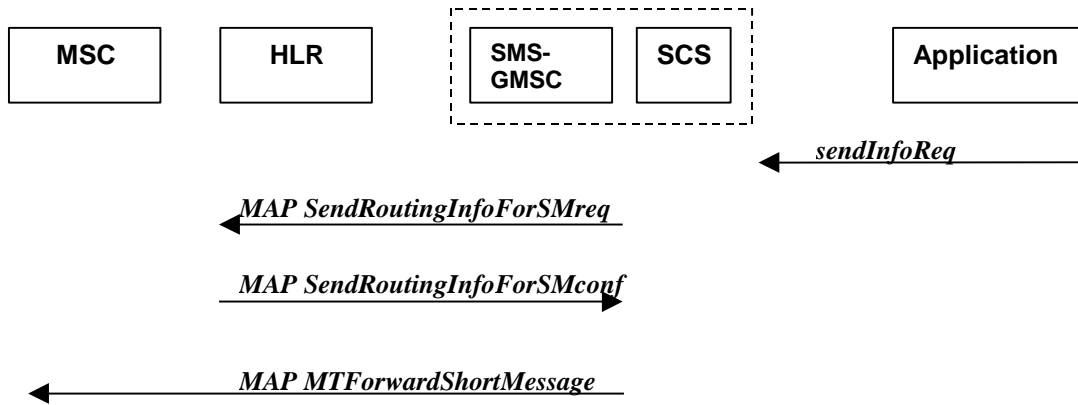 MSC
HLR
SMS-
GMSC
SCS
Application
sendInfoReq
MAP SendRoutingInfoForSMreq
MAP SendRoutingInfoForSMconf
MAP MTForwardShortMessage